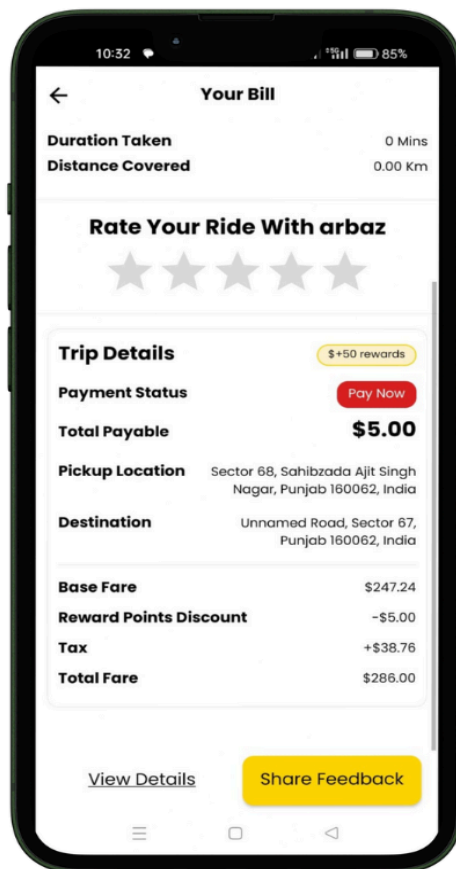 10:32 85%
Your Bill
Duration Taken 0 Mins
Distance Covered 0.00 Km
Rate Your Ride With arbaz
Trip Details $+50 rewards
Payment Status Pay Now
Total Payable $5.00
Pickup Location Sector 68, Sahibzada Ajit Singh
Nagar, Punjab 160062, India
Destination Unnamed Road, Sector 67,
Punjab 160062, India
Base Fare $247.24
Reward Points Discount -$5.00
Tax +$38.76
Total Fare $286.00
View Details Share Feedback